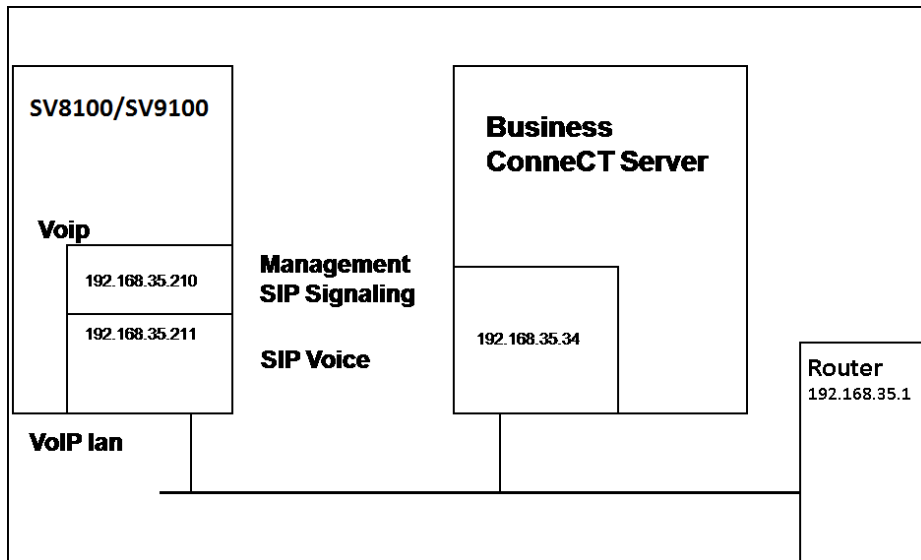 SV8100/SV9100
Business
ConneCT Server
Voip
192.168.35.210
Management
SIP Signaling
192.168.35.211
SIP Voice
192.168.35.34
Router
192.168.35.1
VoIP lan